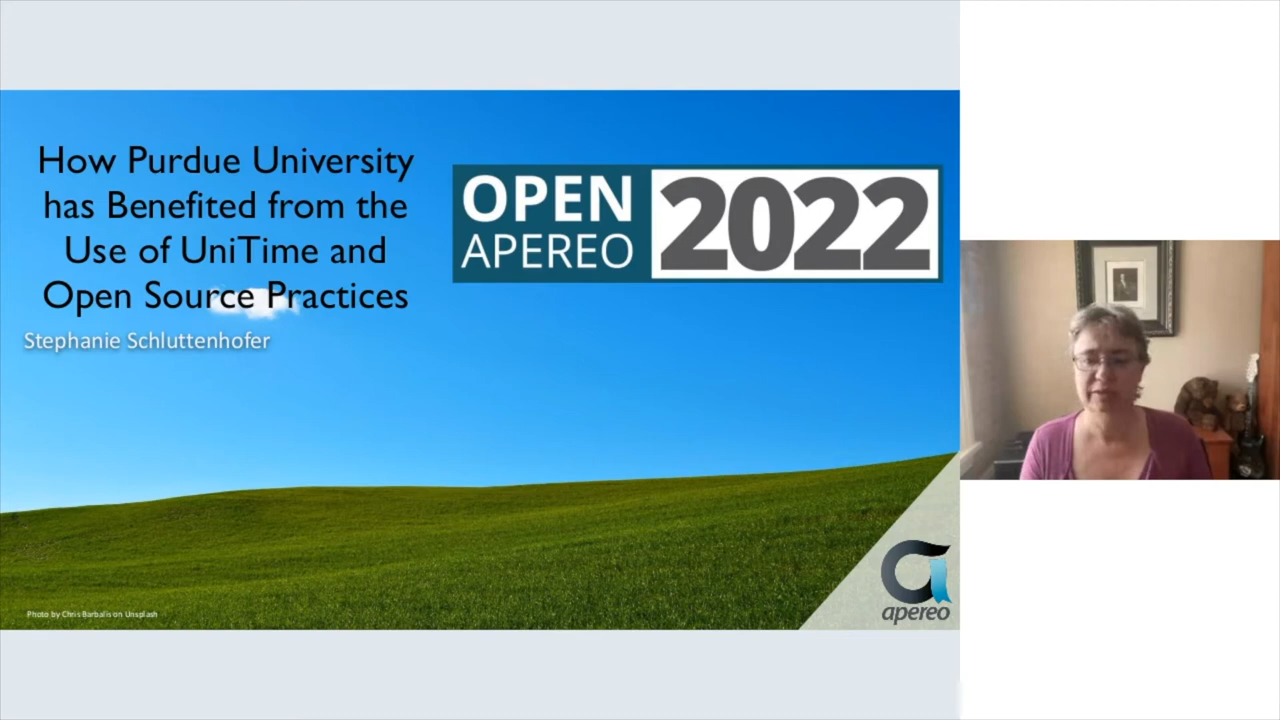 How Purdue University
has Benefited from the
Use of UniTime and
Open Source Practices
Stephanie Schluttenhofer
OPEN
APEREO
2022
Photo by Chris Barbalis on Unsplash
apereo